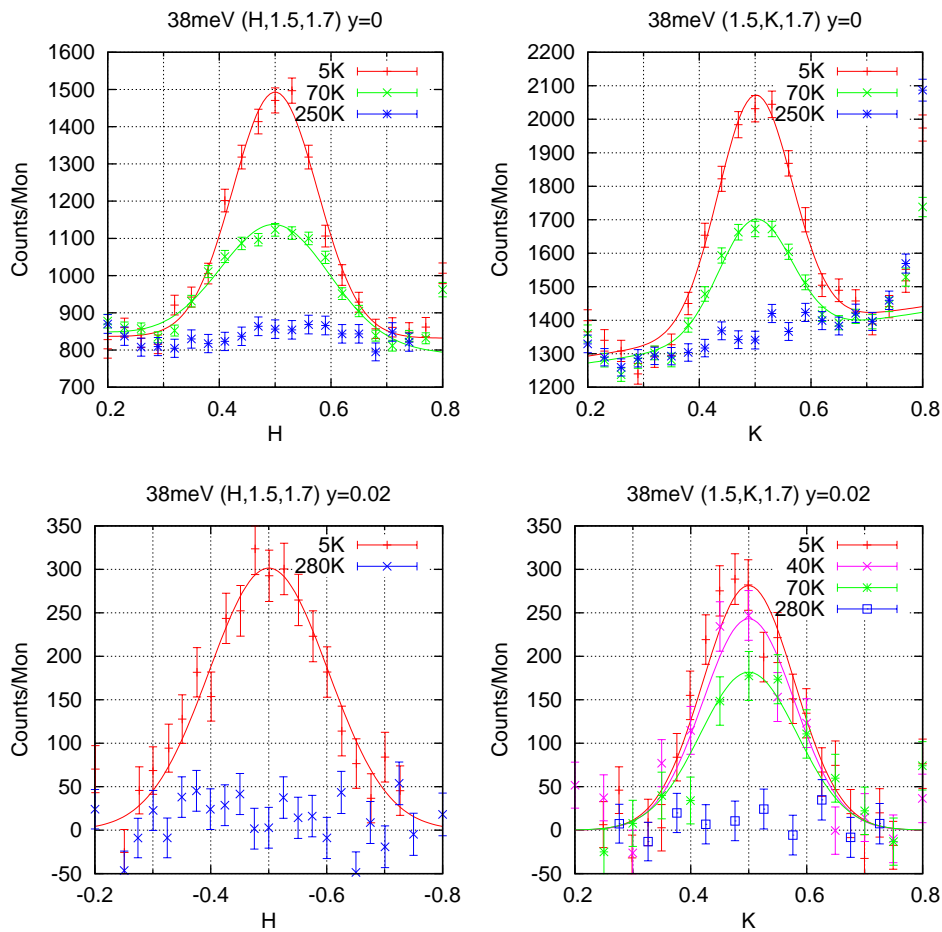 38meV (H,1.5,1.7) y=0
1600
1500
1400
1300
1200
1100
1000
900
800
700
Counts/Mon
5K
70K
250K
0.2 0.4 0.6 0.8
H
38meV (1.5,K,1.7) y=0
2200
2100
2000
1900
1800
1700
1600
1500
1400
1300
1200
Counts/Mon
5K
70K
250K
0.2 0.4 0.6 0.8
K
38meV (H,1.5,1.7) y=0.02
350
300
250
200
150
100
50
0
-50
Counts/Mon
5K
280K
-0.2 -0.4 -0.6 -0.8
H
38meV (1.5,K,1.7) y=0.02
350
300
250
200
150
100
50
0
-50
Counts/Mon
5K
40K
70K
280K
0.2 0.4 0.6 0.8
K